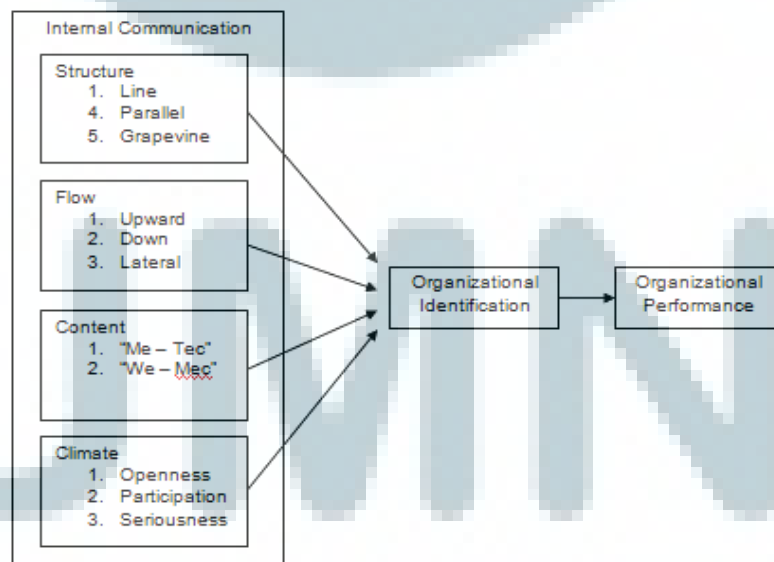 Internal Communication
Structure
1. Line
4. Parallel
5. Grapevine
Flow
1. Upward
2. Down
3. Lateral
Content
1. "Me – Tec"
2. "We – Mec"
Climate
1. Openness
2. Participation
3. Seriousness
Organizational
Identification
Organizational
Performance
UMN